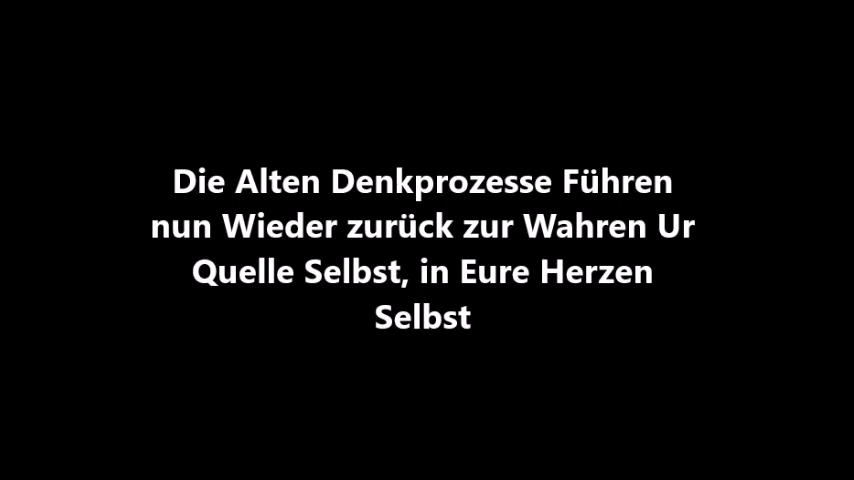 Die Alten Denkprozesse Führen
nun Wieder zurück zur Wahren Ur
Quelle Selbst, in Eure Herzen
Selbst